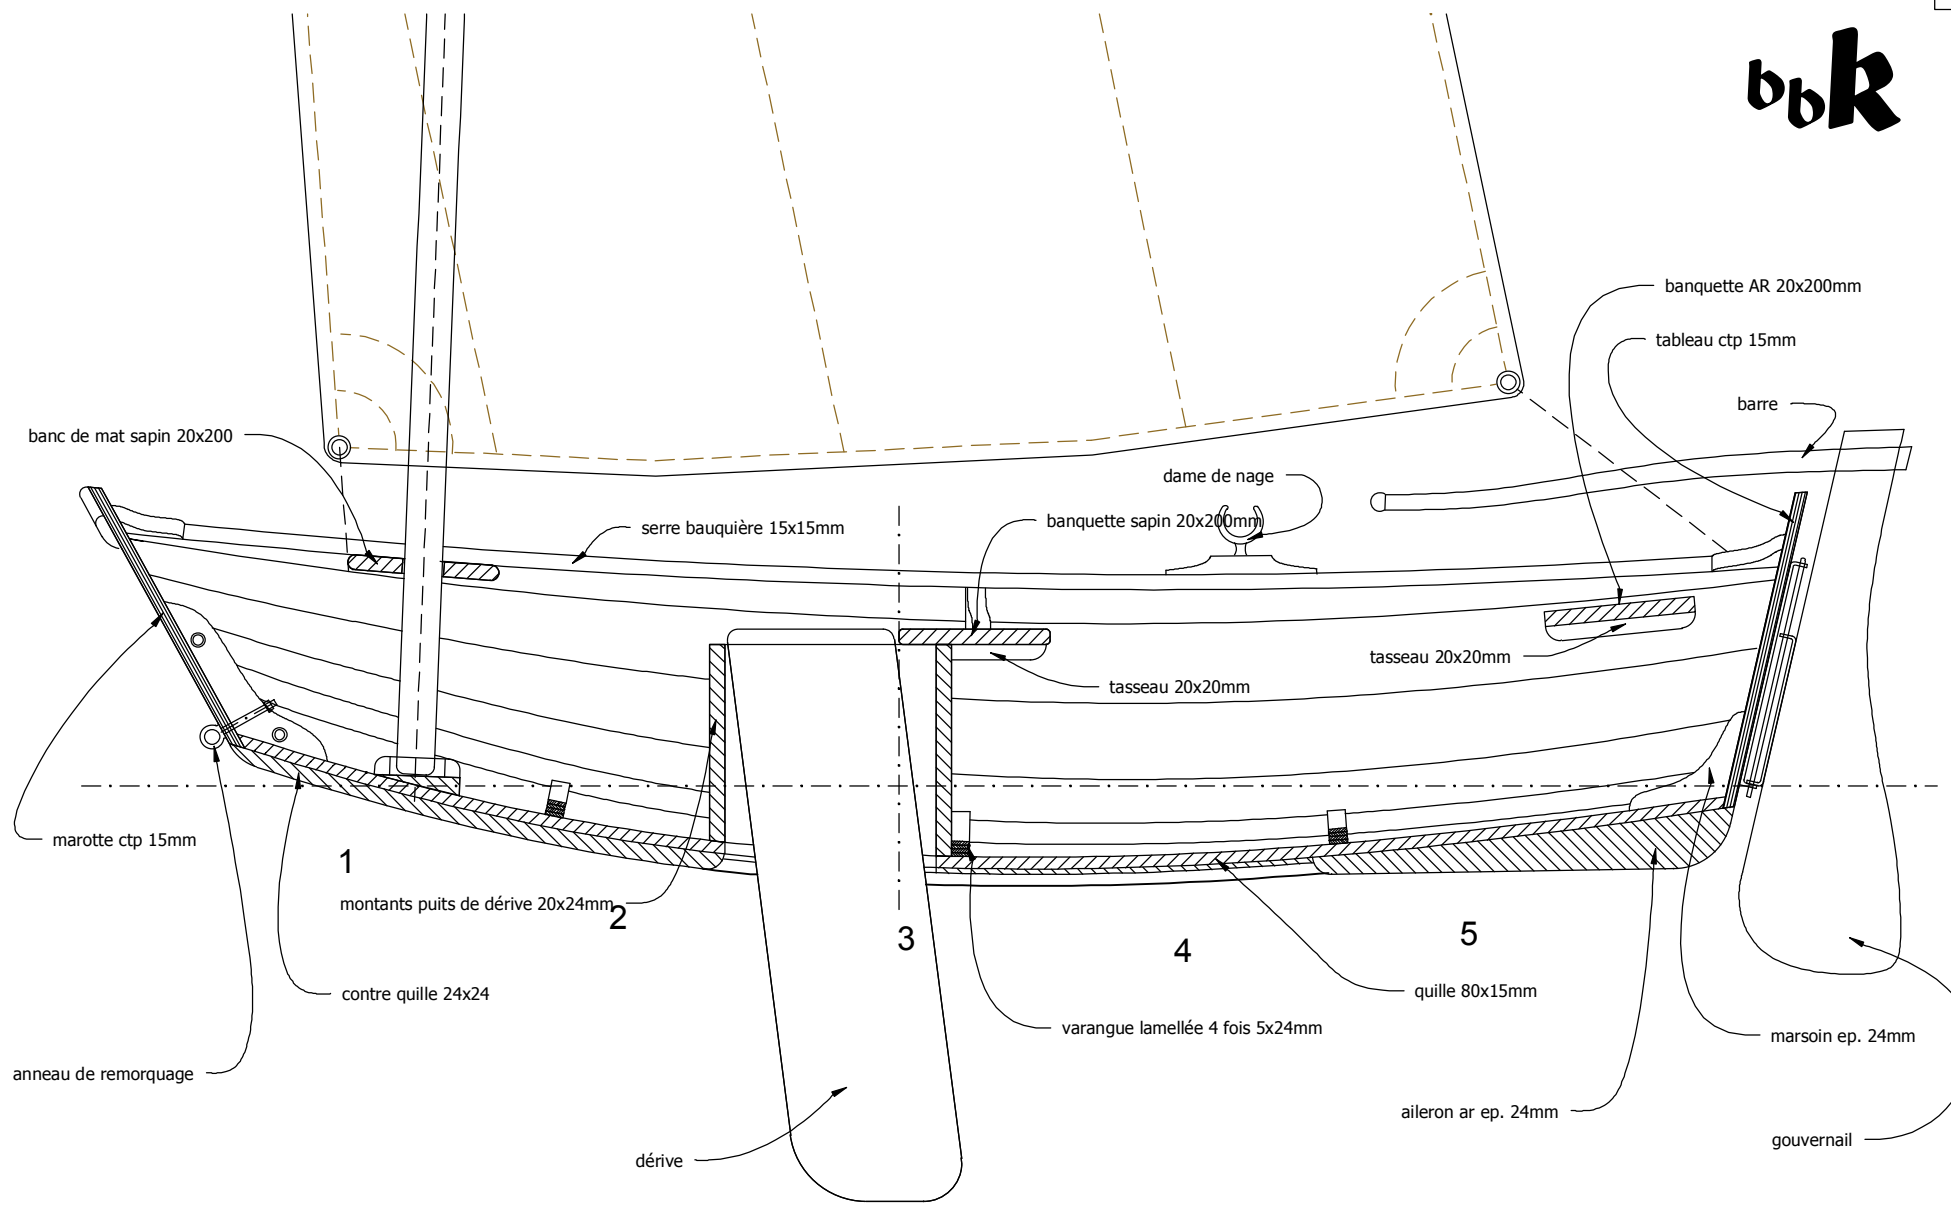 bbk
banquette AR 20x200mm
tableau ctp 15mm
barre
banc de mat sapin 20x200
dame de nage
serre bauquière 15x15mm
banquette sapin 20x200mm
tasseau 20x20mm
tasseau 20x20mm
marotte ctp 15mm
1
montants puits de dérive 20x24mm
2
3
4
5
contre quille 24x24
quille 80x15mm
varangue lamellée 4 fois 5x24mm
marsoin ep. 24mm
anneau de remorquage
aileron ar ep. 24mm
gouvernail
dérive